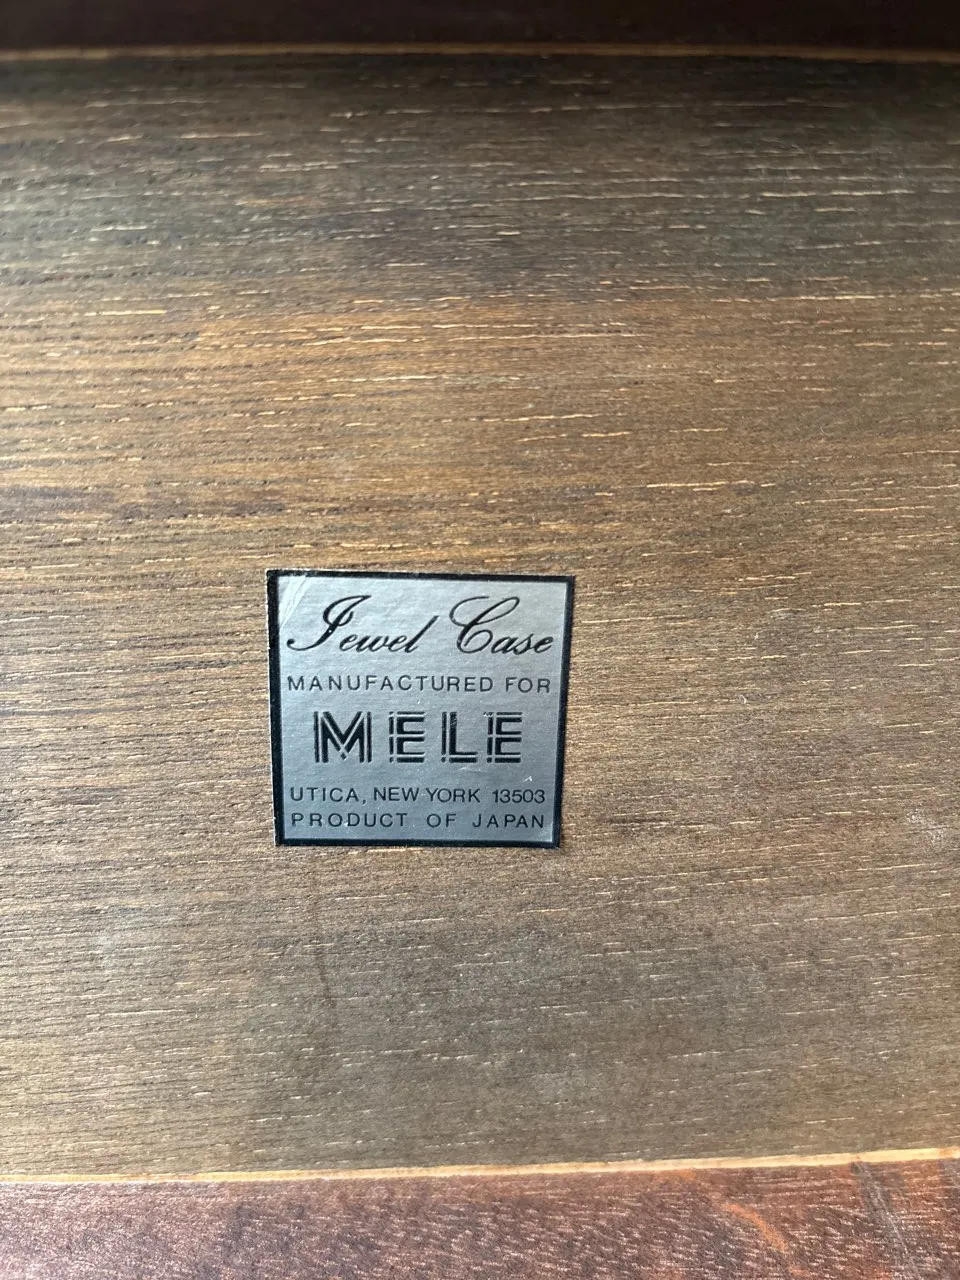 Jewel Case
MANUFACTURED FOR
MELE
UTICA, NEW YORK 13503
PRODUCT OF JAPAN